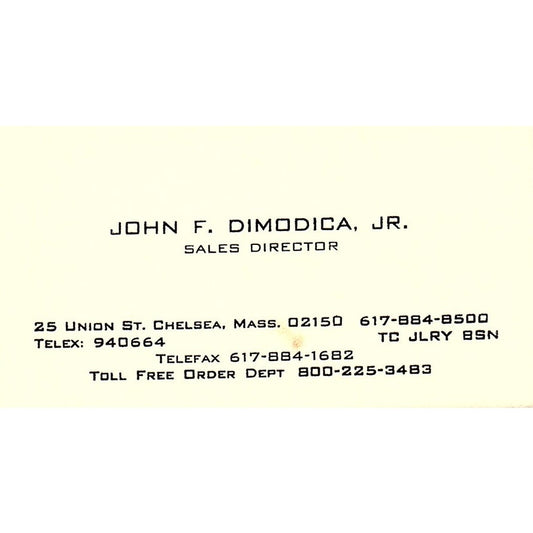 JOHN F. DIMODICA, JR.
SALES DIRECTOR
25 UNION ST. CHELSEA, MASS. 02150 617-884-8500
TELEX: 940664 TC JLRY BSN
TELEFAX 617-884-1682
TOLL FREE ORDER DEPT 800-225-3483